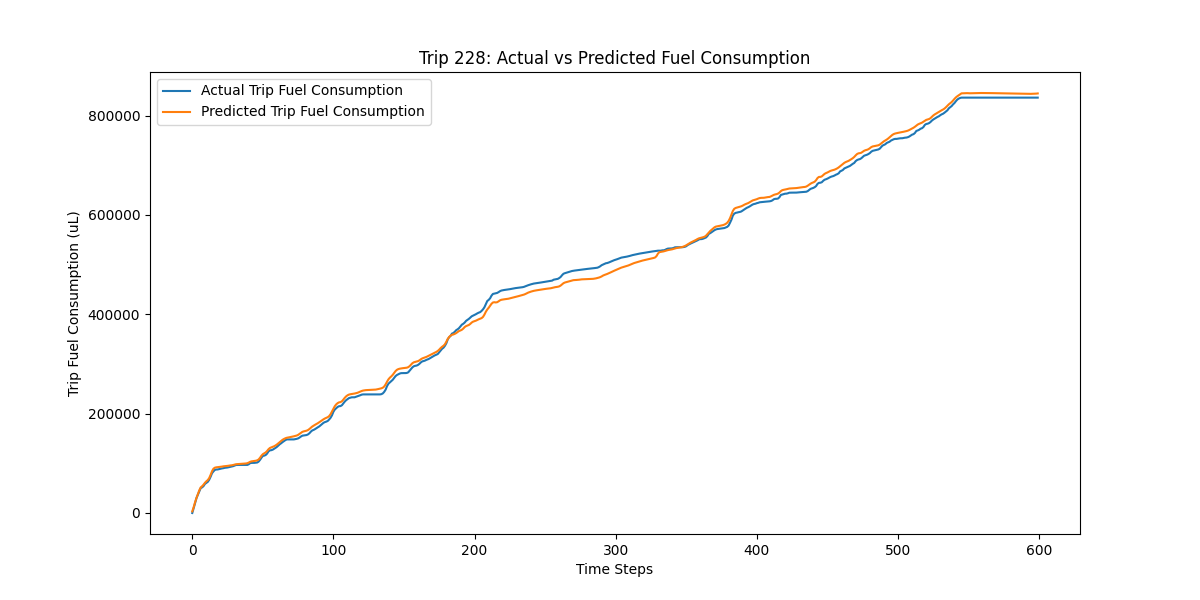 Trip 228: Actual vs Predicted Fuel Consumption
Actual Trip Fuel Consumption
Predicted Trip Fuel Consumption
Trip Fuel Consumption (uL)
800000
600000
400000
200000
0
0 100 200 300 400 500 600
Time Steps